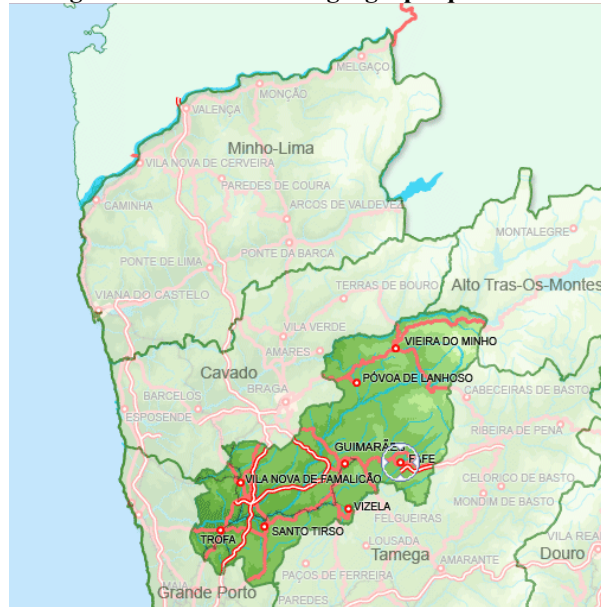 MELGAÇO
MONÇÃO
VALENÇA
Minho-Lima
VILA NOVA DE CERVEIRA
PAREDES DE COURA
CAMINHA
ARCOS DE VALDEVEZ
MONTALEGRE
PONTE DA BARCA
PONTE DE LIMA
TERRAS DE BOURO
Alto Tras-Os-Montes
VIANA DO CASTELO
VILA VERDE
VIEIRA DO MINHO
AMARES
Cavado
PÓVOA DE LANHOSO
BRAGA
CABECEIRAS DE BASTO
BARCELOS
ESPOSENDE
RIBEIRA DE PENA
GUIMARÃES
FAFE
VILA NOVA DE FAMALICÃO
CELORICO DE BASTO
MONDIM DE BASTO
VIZELA
FELGUEIRAS
SANTO TIRSO
TROFA
LOUSADA
VILA REAL
Tamega
Douro
AMARANTE
PAÇOS DE FERREIRA
MAIA
Grande Porto
PAREDES